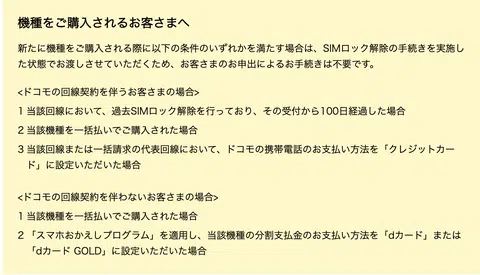 機種をご購入されるお客さまへ
新たに機種をご購入される際に以下の条件のいずれかを満たす場合は、SIMロック解除の手続きを実施し
た状態でお渡しさせていただくため、お客さまのお申出によるお手続きは不要です。
<ドコモの回線契約を伴うお客さまの場合>
1 当該回線において、過去SIMロック解除を行っており、その受付から100日経過した場合
2 当該機種を一括払いでご購入された場合
3 当該回線または一括請求の代表回線において、ドコモの携帯電話のお支払い方法を「クレジットカー
ド」に設定いただいた場合
<ドコモの回線契約を伴わないお客さまの場合>
1 当該機種を一括払いでご購入された場合
2 「スマホおかえしプログラム」を適用し、当該機種の分割支払金のお支払い方法を「dカード」または
「dカード GOLD」に設定いただいた場合